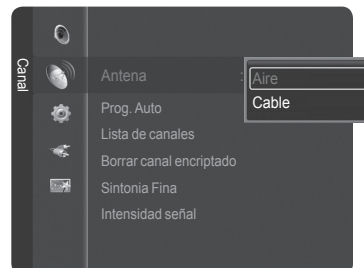 Canal
Antena : Aire
Cable
Prog. Auto
Lista de canales
Borrar canal encriptado
Sintonia Fina
Intensidad señal